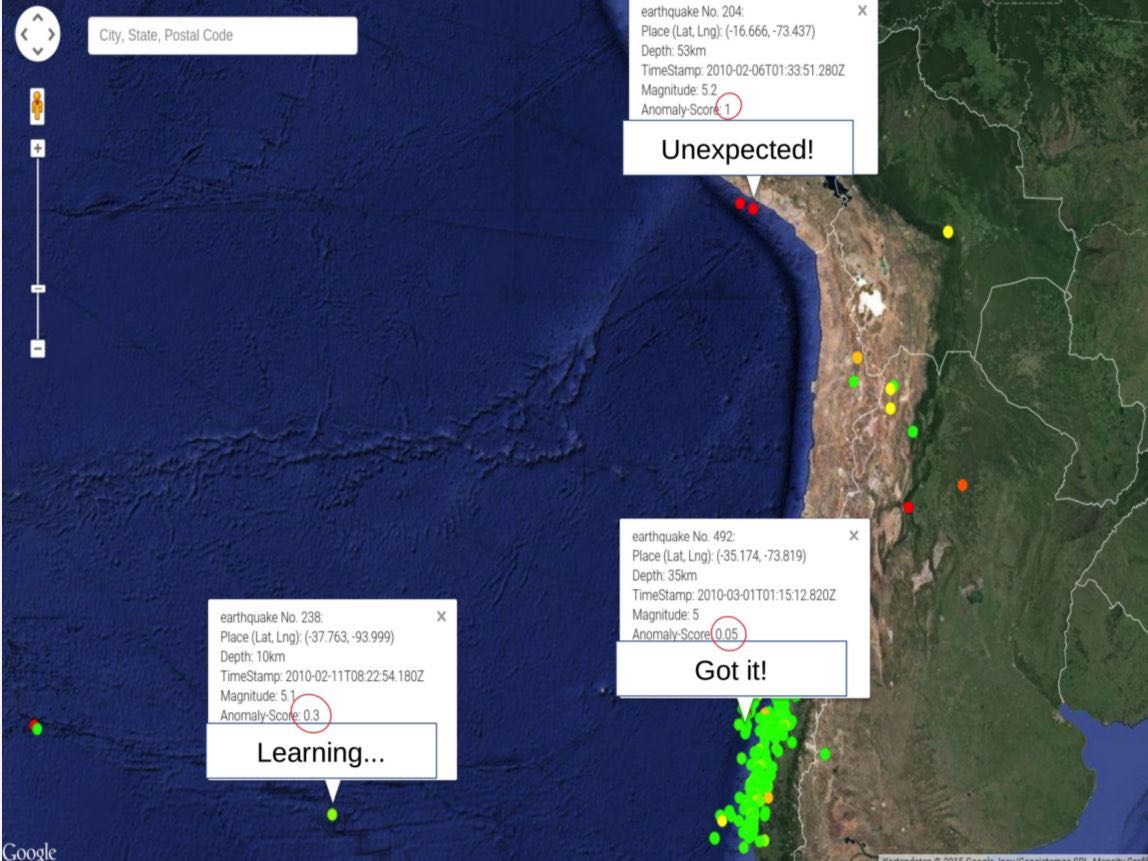 City, State, Postal Code
earthquake No. 204:
Place (Lat, Lng): (-16.666, -73.437)
Depth: 53km
TimeStamp: 2010-02-06T01:33:51.280Z
Magnitude: 5.2
Anomaly-Score: 1
Unexpected!
earthquake No. 492:
Place (Lat, Lng): (-35.174, -73.819)
Depth: 35km
TimeStamp: 2010-03-01T01:15:12.820Z
Magnitude: 5
Anomaly-Score: 0.05
Got it!
earthquake No. 238:
Place (Lat, Lng): (-37.763, -93.999)
Depth: 10km
TimeStamp: 2010-02-11T08:22:54.180Z
Magnitude: 5.1
Anomaly-Score: 0.3
Learning...
Google